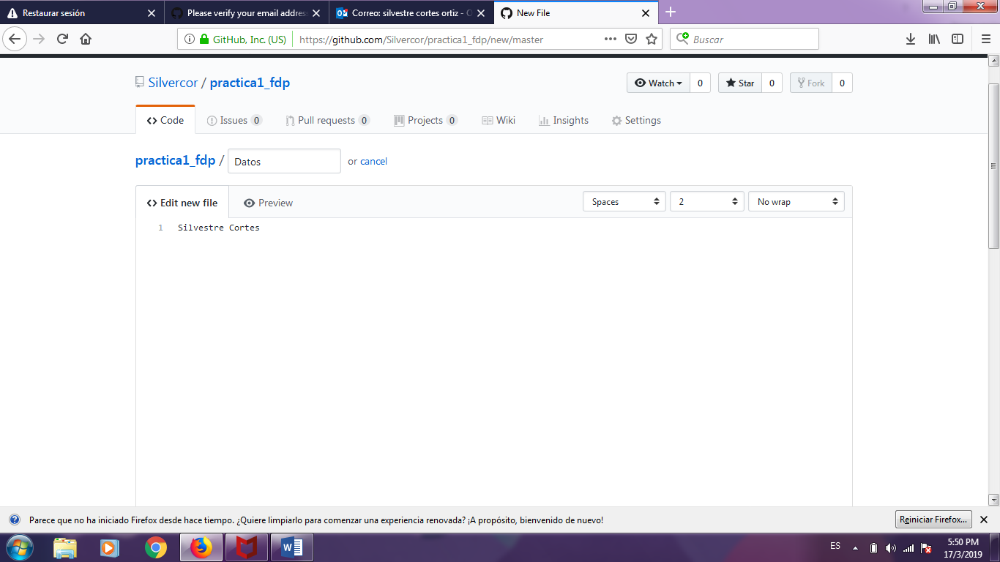 Restaurar sesión
Please verify your email address
Correo: silvestre cortes ortiz - O
New File
GitHub, Inc. (US)
https://github.com/Silvercor/practica1_fdp/new/master
Buscar
Silvercor / practica1_fdp
Watch 0
Star 0
Fork 0
Code
Issues 0
Pull requests 0
Projects 0
Wiki
Insights
Settings
practica1_fdp / Datos or cancel
Edit new file
Preview
Spaces
2
No wrap
1 Silvestre Cortes
Parece que no ha iniciado Firefox desde hace tiempo. ¿Quiere limpiarlo para comenzar una experiencia renovada? ¡A propósito, bienvenido de nuevo!
Reiniciar Firefox...
ES
5:50 PM
17/3/2019